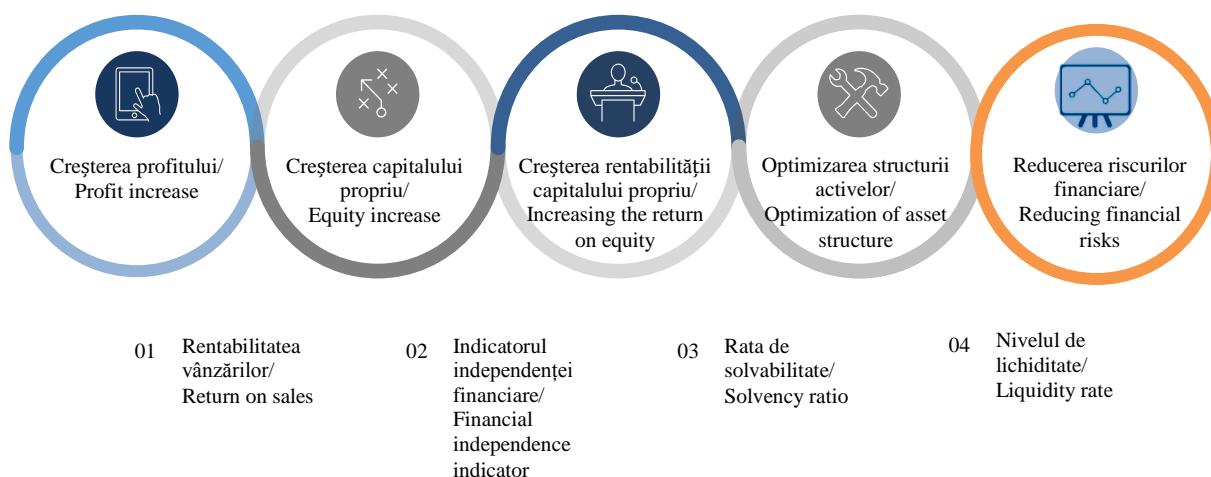 Creşterea profitului/
Profit increase
Creşterea capitalului
propriu/
Equity increase
Creşterea rentabilităţii
capitalului propriu/
Increasing the return
on equity
Optimizarea structurii
activelor/
Optimization of asset
structure
Reducerea riscurilor
financiare/
Reducing financial
risks
01
Rentabilitatea
vânzărilor/
Return on sales
02
Indicatorul
independenței
financiare/
Financial
independence
indicator
03
Rata de
solvabilitate/
Solvency ratio
04
Nivelul de
lichiditate/
Liquidity rate